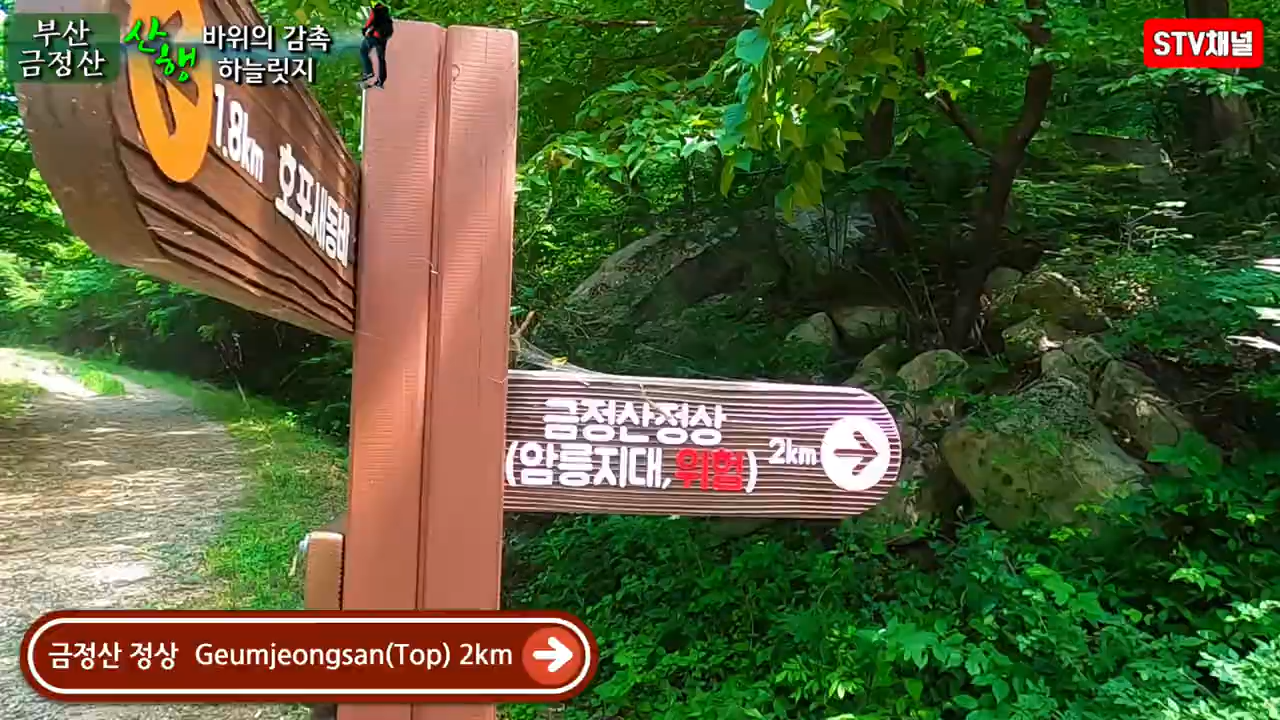 부산
금정산
산행
바위의 감촉
하늘릿지
STV채널
1.8km 호포새동네
금정산정상
(암릉지대,위험)
2km
금정산 정상 Geumjeongsan(Top) 2km